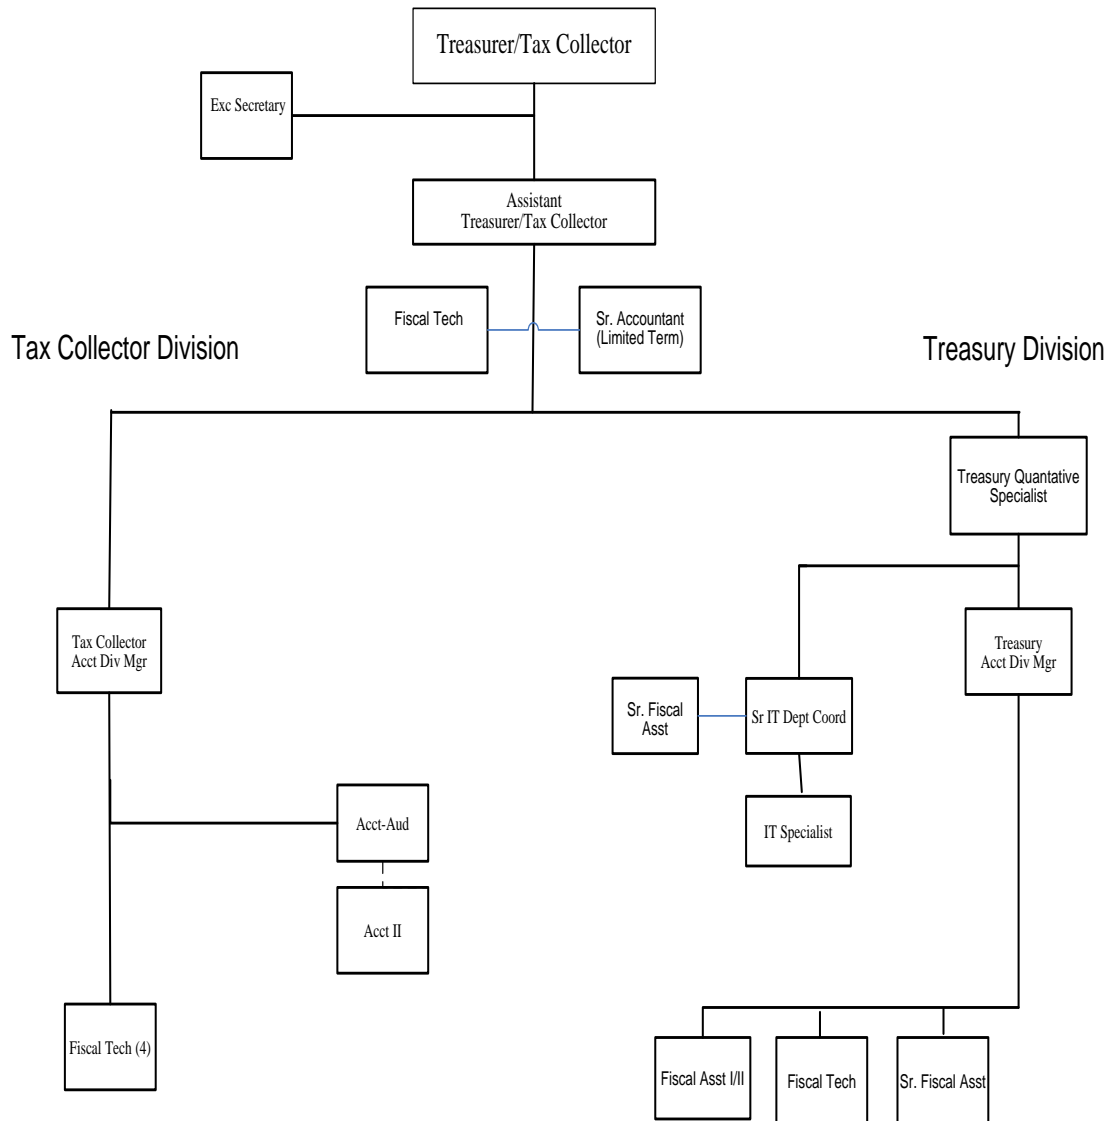 Treasurer/Tax Collector
Exc Secretary
Assistant
Treasurer/Tax Collector
Fiscal Tech
Sr. Accountant
(Limited Term)
Tax Collector Division
Treasury Division
Treasury Quantative
Specialist
Tax Collector
Acct Div Mgr
Treasury
Acct Div Mgr
Sr. Fiscal
Asst
Sr IT Dept Coord
IT Specialist
Acct-Aud
Acct II
Fiscal Tech (4)
Fiscal Asst I/II
Fiscal Tech
Sr. Fiscal Asst